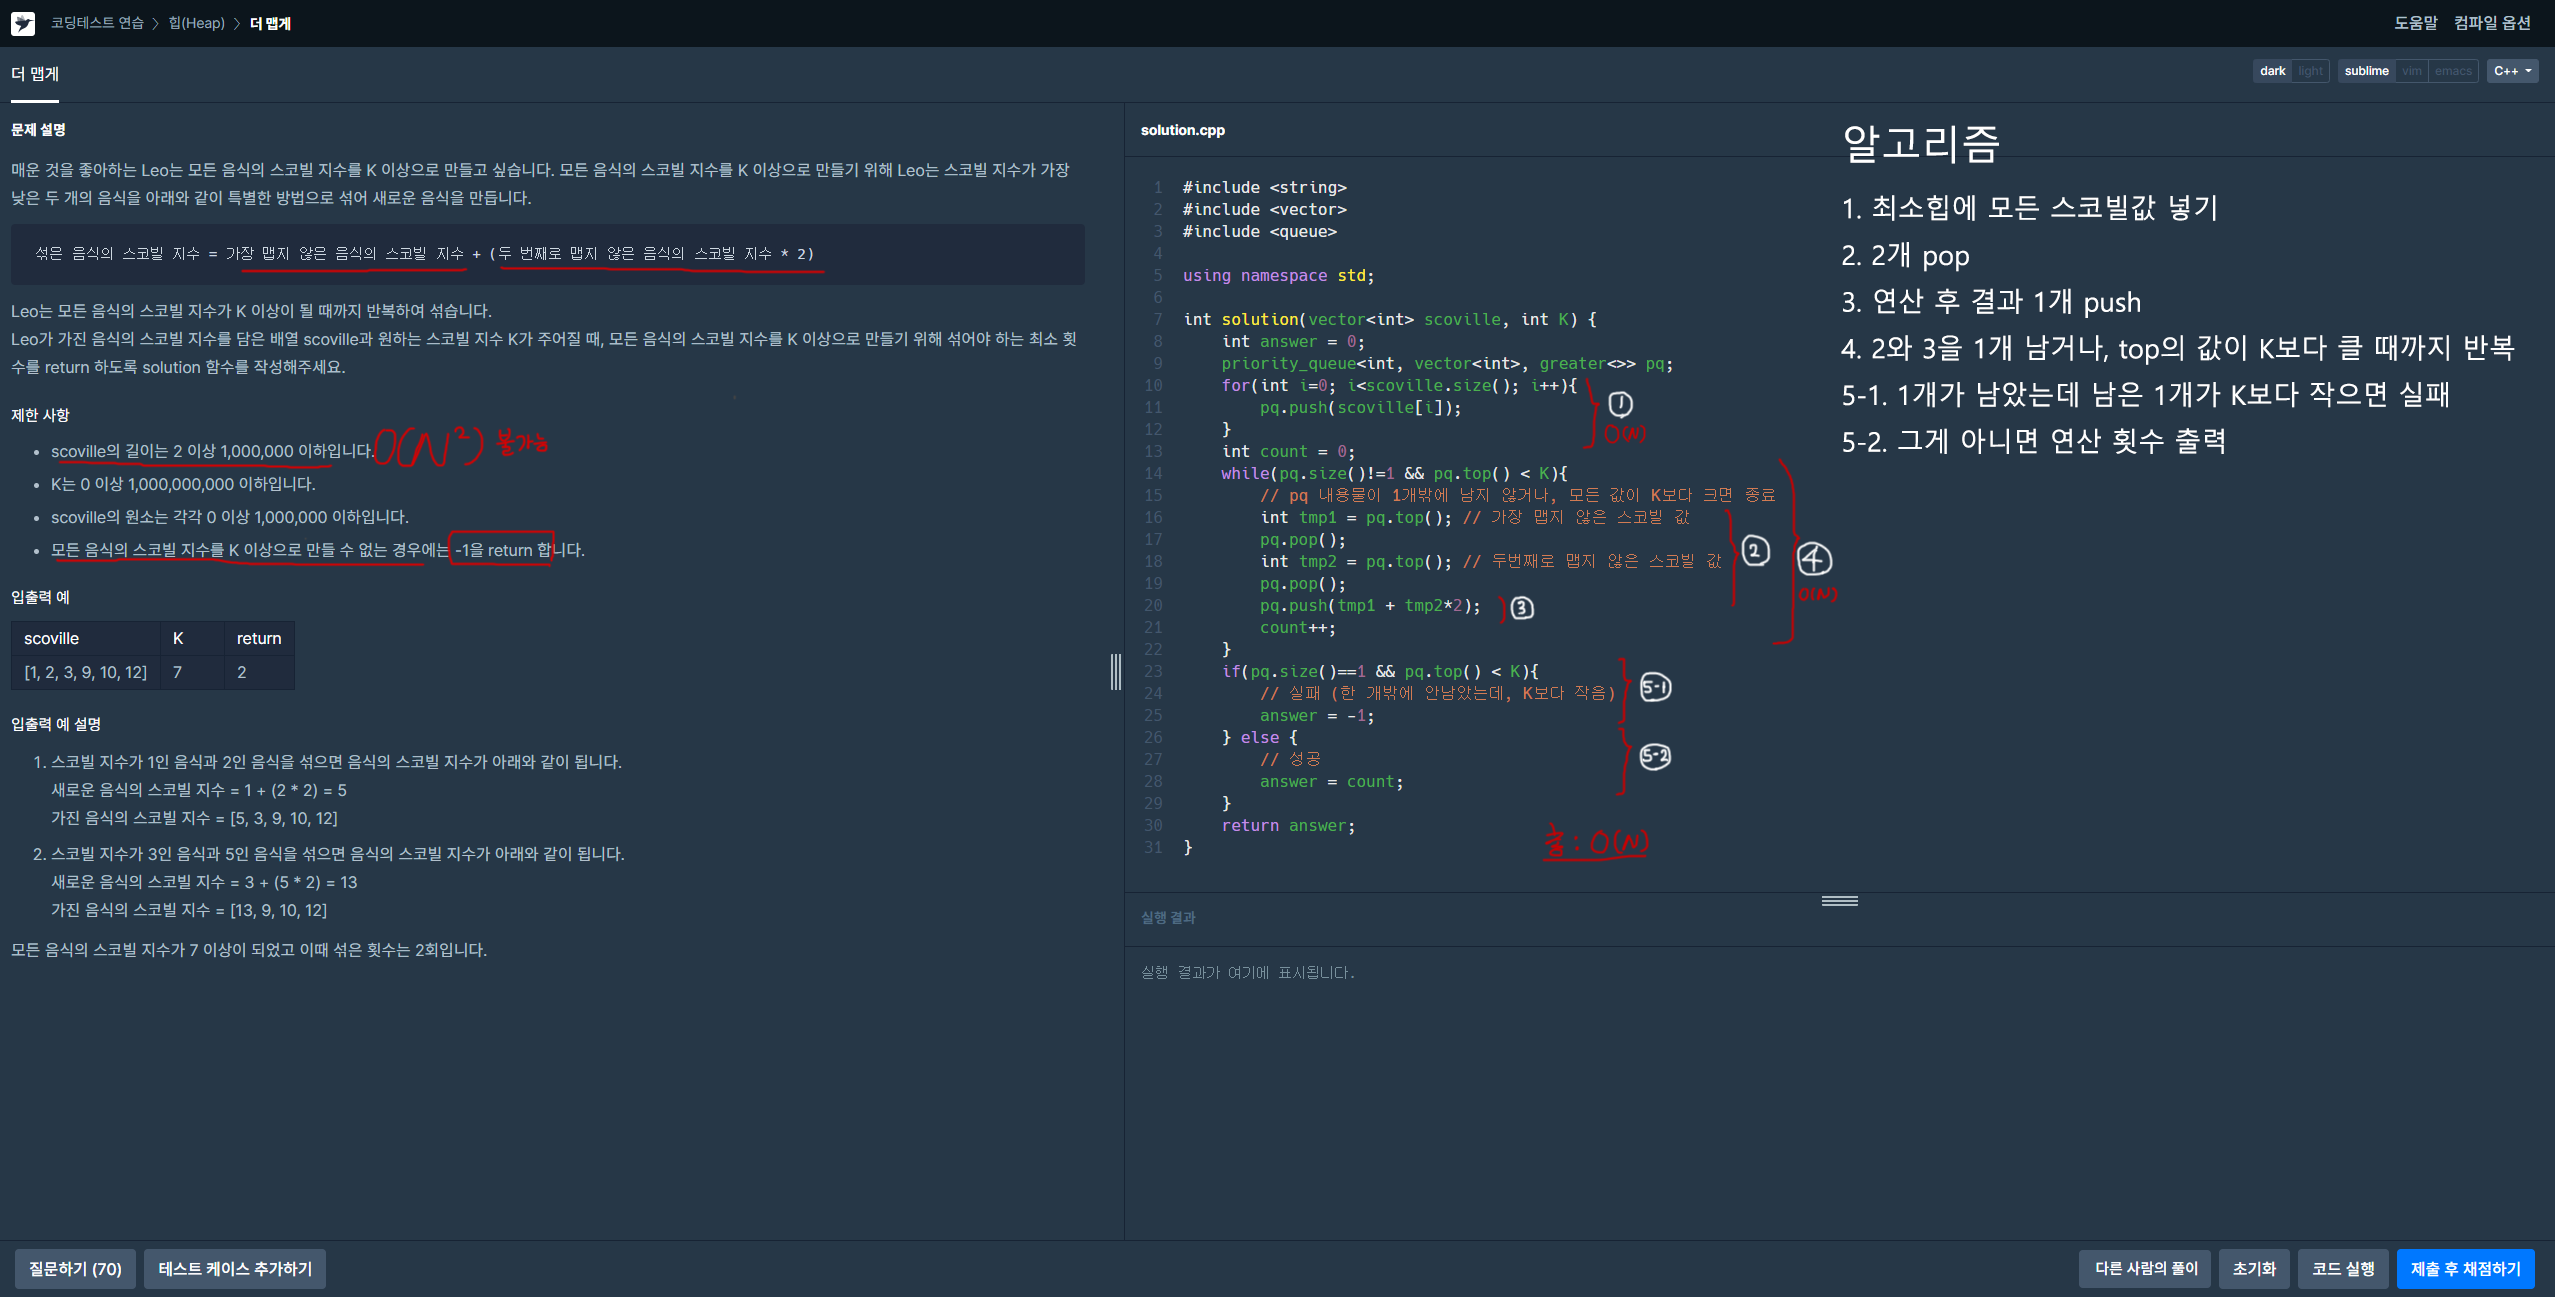 코딩테스트 연습 > 힙(Heap) > 더 맵게
도움말 컴파일 옵션
더 맵게
dark light sublime vim emacs C++
문제 설명
매운 것을 좋아하는 Leo는 모든 음식의 스코빌 지수를 K 이상으로 만들고 싶습니다. 모든 음식의 스코빌 지수를 K 이상으로 만들기 위해 Leo는 스코빌 지수가 가장
낮은 두 개의 음식을 아래와 같이 특별한 방법으로 섞어 새로운 음식을 만듭니다.
섞은 음식의 스코빌 지수 = 가장 맵지 않은 음식의 스코빌 지수 + (두 번째로 맵지 않은 음식의 스코빌 지수 * 2)
Leo는 모든 음식의 스코빌 지수가 K 이상이 될 때까지 반복하여 섞습니다.
Leo가 가진 음식의 스코빌 지수를 담은 배열 scoville과 원하는 스코빌 지수 K가 주어질 때, 모든 음식의 스코빌 지수를 K 이상으로 만들기 위해 섞어야 하는 최소 횟
수를 return 하도록 solution 함수를 작성해주세요.
제한 사항
• scoville의 길이는 2 이상 1,000,000 이하입니다. O(N²) 불가능
• K는 0 이상 1,000,000,000 이하입니다.
• scoville의 원소는 각각 0 이상 1,000,000 이하입니다.
• 모든 음식의 스코빌 지수를 K 이상으로 만들 수 없는 경우에는 -1을 return 합니다.
입출력 예
scoville K return
[1, 2, 3, 9, 10, 12] 7 2
입출력 예 설명
1. 스코빌 지수가 1인 음식과 2인 음식을 섞으면 음식의 스코빌 지수가 아래와 같이 됩니다.
새로운 음식의 스코빌 지수 = 1 + (2 * 2) = 5
가진 음식의 스코빌 지수 = [5, 3, 9, 10, 12]
2. 스코빌 지수가 3인 음식과 5인 음식을 섞으면 음식의 스코빌 지수가 아래와 같이 됩니다.
새로운 음식의 스코빌 지수 = 3 + (5 * 2) = 13
가진 음식의 스코빌 지수 = [13, 9, 10, 12]
모든 음식의 스코빌 지수가 7 이상이 되었고 이때 섞은 횟수는 2회입니다.
solution.cpp
1 #include <string>
2 #include <vector>
3 #include <queue>
4
5 using namespace std;
6
7 int solution(vector<int> scoville, int K) {
8 int answer = 0;
9 priority_queue<int, vector<int>, greater<>> pq;
10 for(int i=0; i<scoville.size(); i++){
11 pq.push(scoville[i]); ①
12 } O(N)
13 int count = 0;
14 while(pq.size()!=1 && pq.top() < K){
15 // pq 내용물이 1개밖에 남지 않거나, 모든 값이 K보다 크면 종료
16 int tmp1 = pq.top(); // 가장 맵지 않은 스코빌 값
17 pq.pop(); ②
18 int tmp2 = pq.top(); // 두번째로 맵지 않은 스코빌 값 ④
19 pq.pop(); O(N)
20 pq.push(tmp1 + tmp2*2); ③
21 count++;
22 }
23 if(pq.size()==1 && pq.top() < K){
24 // 실패 (한 개밖에 안남았는데, K보다 작음) 5-1
25 answer = -1;
26 } else {
27 // 성공 5-2
28 answer = count;
29 }
30 return answer;
31 }
총 : O(N)
알고리즘
1. 최소힙에 모든 스코빌값 넣기
2. 2개 pop
3. 연산 후 결과 1개 push
4. 2와 3을 1개 남거나, top의 값이 K보다 클 때까지 반복
5-1. 1개가 남았는데 남은 1개가 K보다 작으면 실패
5-2. 그게 아니면 연산 횟수 출력
실행 결과
실행 결과가 여기에 표시됩니다.
질문하기 (70) 테스트 케이스 추가하기
다른 사람의 풀이 초기화 코드 실행 제출 후 채점하기